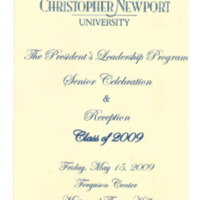 CHRISTOPHER NEWPORT
UNIVERSITY
The President's Leadership Program
Senior Celebration
&
Reception
Class of 2009
Friday, May 15, 2009
Ferguson Center